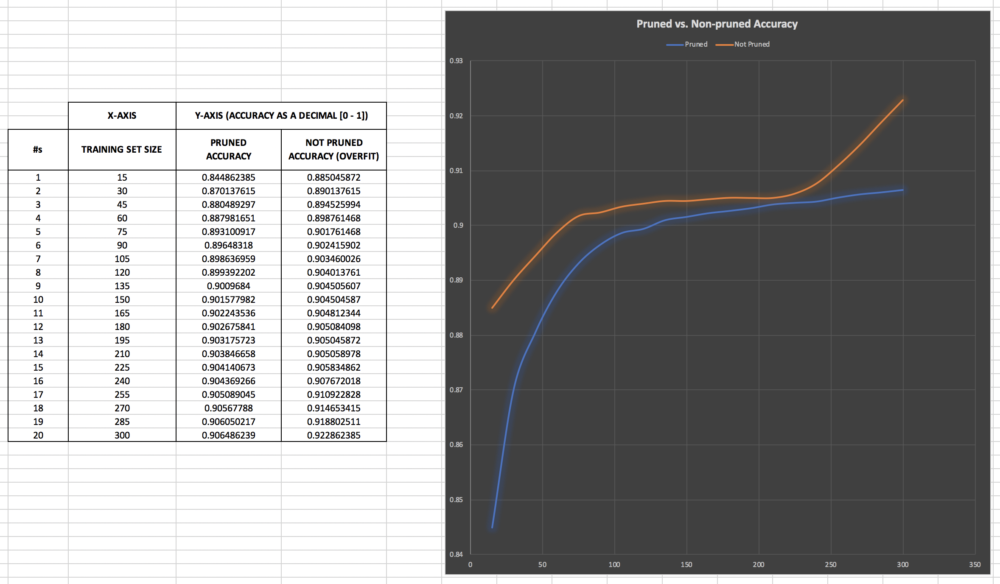 X-AXIS Y-AXIS (ACCURACY AS A DECIMAL [0 - 1])
#s TRAINING SET SIZE PRUNED ACCURACY NOT PRUNED ACCURACY (OVERFIT)
1 15 0.844862385 0.885045872
2 30 0.870137615 0.890137615
3 45 0.880489297 0.894525994
4 60 0.887981651 0.898761468
5 75 0.893100917 0.901761468
6 90 0.89648318 0.902415902
7 105 0.898636959 0.903460026
8 120 0.899392202 0.904013761
9 135 0.9009684 0.904505607
10 150 0.901577982 0.904504587
11 165 0.902243536 0.904812344
12 180 0.902675841 0.905084098
13 195 0.903175723 0.905045872
14 210 0.903846658 0.905058978
15 225 0.904140673 0.905834862
16 240 0.904369266 0.907672018
17 255 0.905089045 0.910922828
18 270 0.90567788 0.914653415
19 285 0.906050217 0.918802511
20 300 0.906486239 0.922862385
Pruned vs. Non-pruned Accuracy
Pruned Not Pruned
0.93
0.92
0.91
0.9
0.89
0.88
0.87
0.86
0.85
0.84
0 50 100 150 200 250 300 350